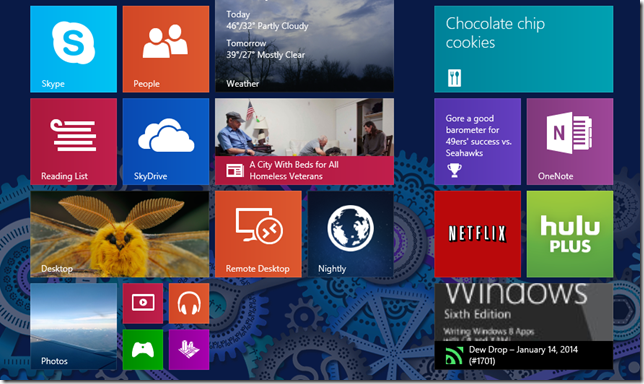 Today
46°/32° Partly Cloudy
Tomorrow
39°/27° Mostly Clear
Weather
Skype
People
Chocolate chip
cookies
Reading List
SkyDrive
A City With Beds for All
Homeless Veterans
Gore a good
barometer for
49ers' success vs.
Seahawks
N
OneNote
Desktop
Remote Desktop
Nightly
NETFLIX
hulu
PLUS
Photos
Windows
Sixth Edition
Writing Windows 8 Apps
Dew Drop – January 14, 2014
(#1701)